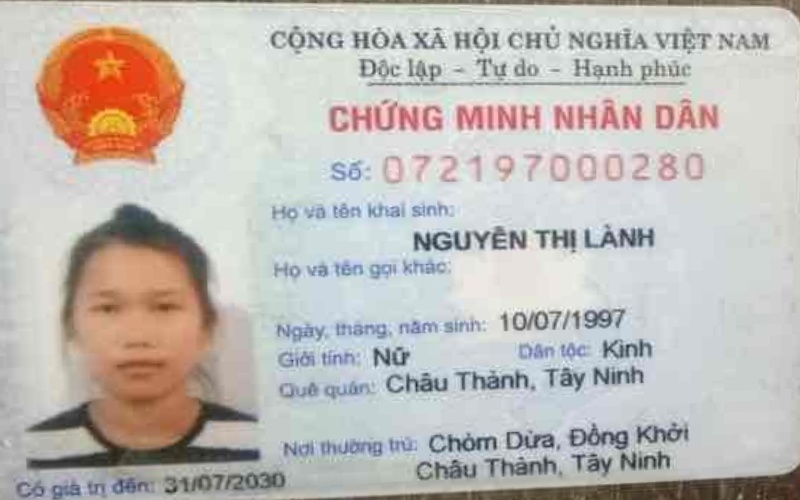 CỘNG HÒA XÃ HỘI CHỦ NGHĨA VIỆT NAM
Độc lập - Tự do - Hạnh phúc
CHỨNG MINH NHÂN DÂN
Số: 072197000280
Họ và tên khai sinh:
NGUYỄN THỊ LÀNH
Họ và tên gọi khác:
Ngày, tháng, năm sinh: 10/07/1997
Giới tính: Nữ Dân tộc: Kinh
Quê quán: Châu Thành, Tây Ninh
Nơi thường trú: Chòm Dừa, Đồng Khởi
Châu Thành, Tây Ninh
Có giá trị đến: 31/07/2030